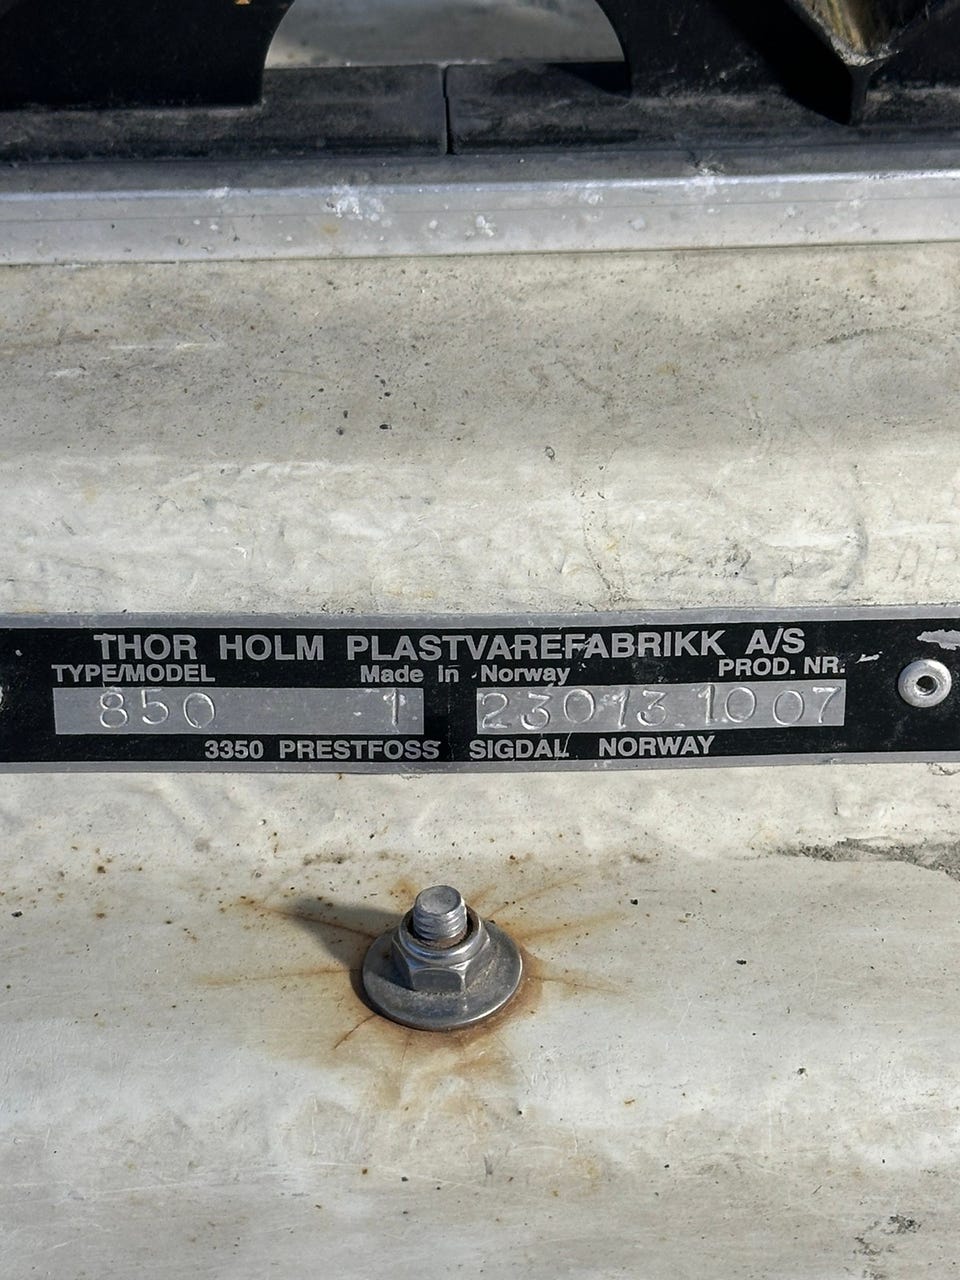 THOR HOLM PLASTVAREFABRIKK A/S
TYPE/MODEL Made in Norway PROD. NR.
850 1 23013 1007
3350 PRESTFOSS SIGDAL NORWAY